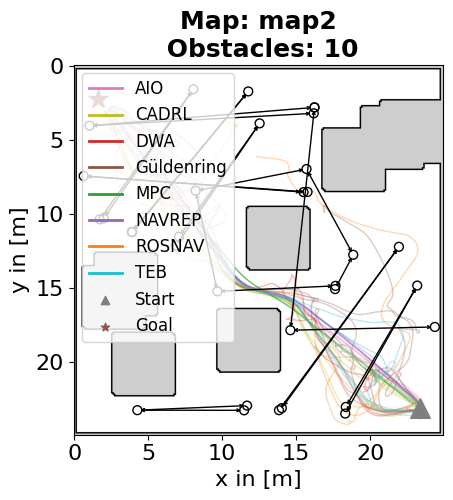 Map: map2
Obstacles: 10
0
5
10
15
20
y in [m]
AIO
CADRL
DWA
Güldenring
MPC
NAVREP
ROSNAV
TEB
Start
Goal
0 5 10 15 20
x in [m]